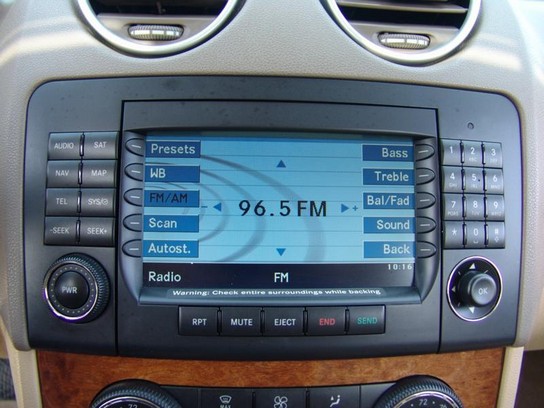 AUDIO SAT
NAV MAP
TEL SYS/
SEEK- SEEK+
PWR
Presets Bass
WB Treble
FM/AM Bal/Fad
96.5 FM
Scan Sound
Autost. Back
10:16
Radio FM
Warning: Check entire surroundings while backing
RPT MUTE EJECT END SEND
1 2 3
4 5 6
7 8 9
* 0 #
OK
72 72